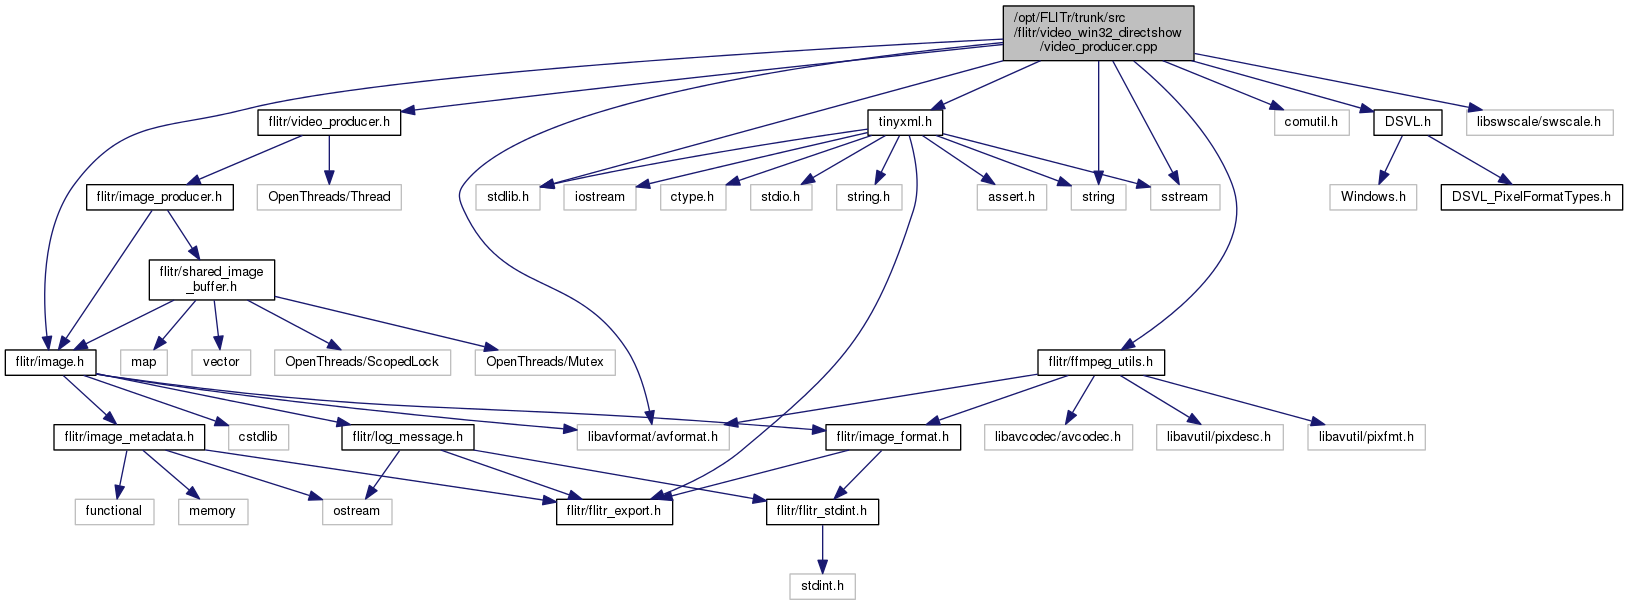 /opt/FLITr/trunk/src
/flitr/video_win32_directshow
/video_producer.cpp
flitr/video_producer.h
tinyxml.h
comutil.h
DSVL.h
libswscale/swscale.h
flitr/image_producer.h
OpenThreads/Thread
stdlib.h
iostream
ctype.h
stdio.h
string.h
assert.h
string
sstream
Windows.h
DSVL_PixelFormatTypes.h
flitr/shared_image
_buffer.h
flitr/image.h
map
vector
OpenThreads/ScopedLock
OpenThreads/Mutex
flitr/ffmpeg_utils.h
flitr/image_metadata.h
cstdlib
flitr/log_message.h
libavformat/avformat.h
flitr/image_format.h
libavcodec/avcodec.h
libavutil/pixdesc.h
libavutil/pixfmt.h
functional
memory
ostream
flitr/flitr_export.h
flitr/flitr_stdint.h
stdint.h